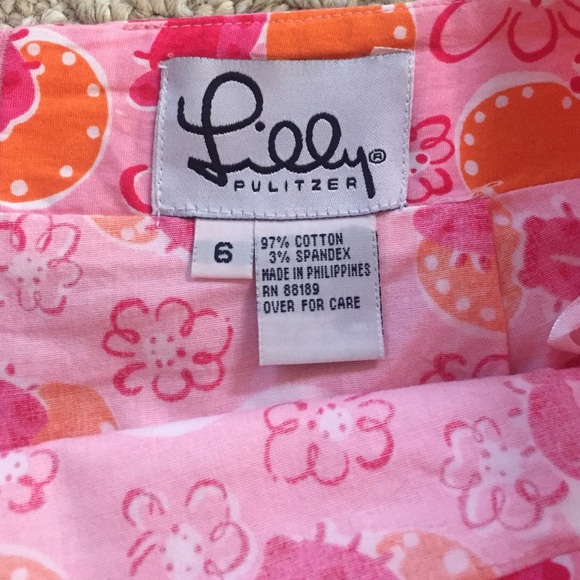 Lilly®
PULITZER
6
97% COTTON
3% SPANDEX
MADE IN PHILIPPINES
RN 88189
OVER FOR CARE